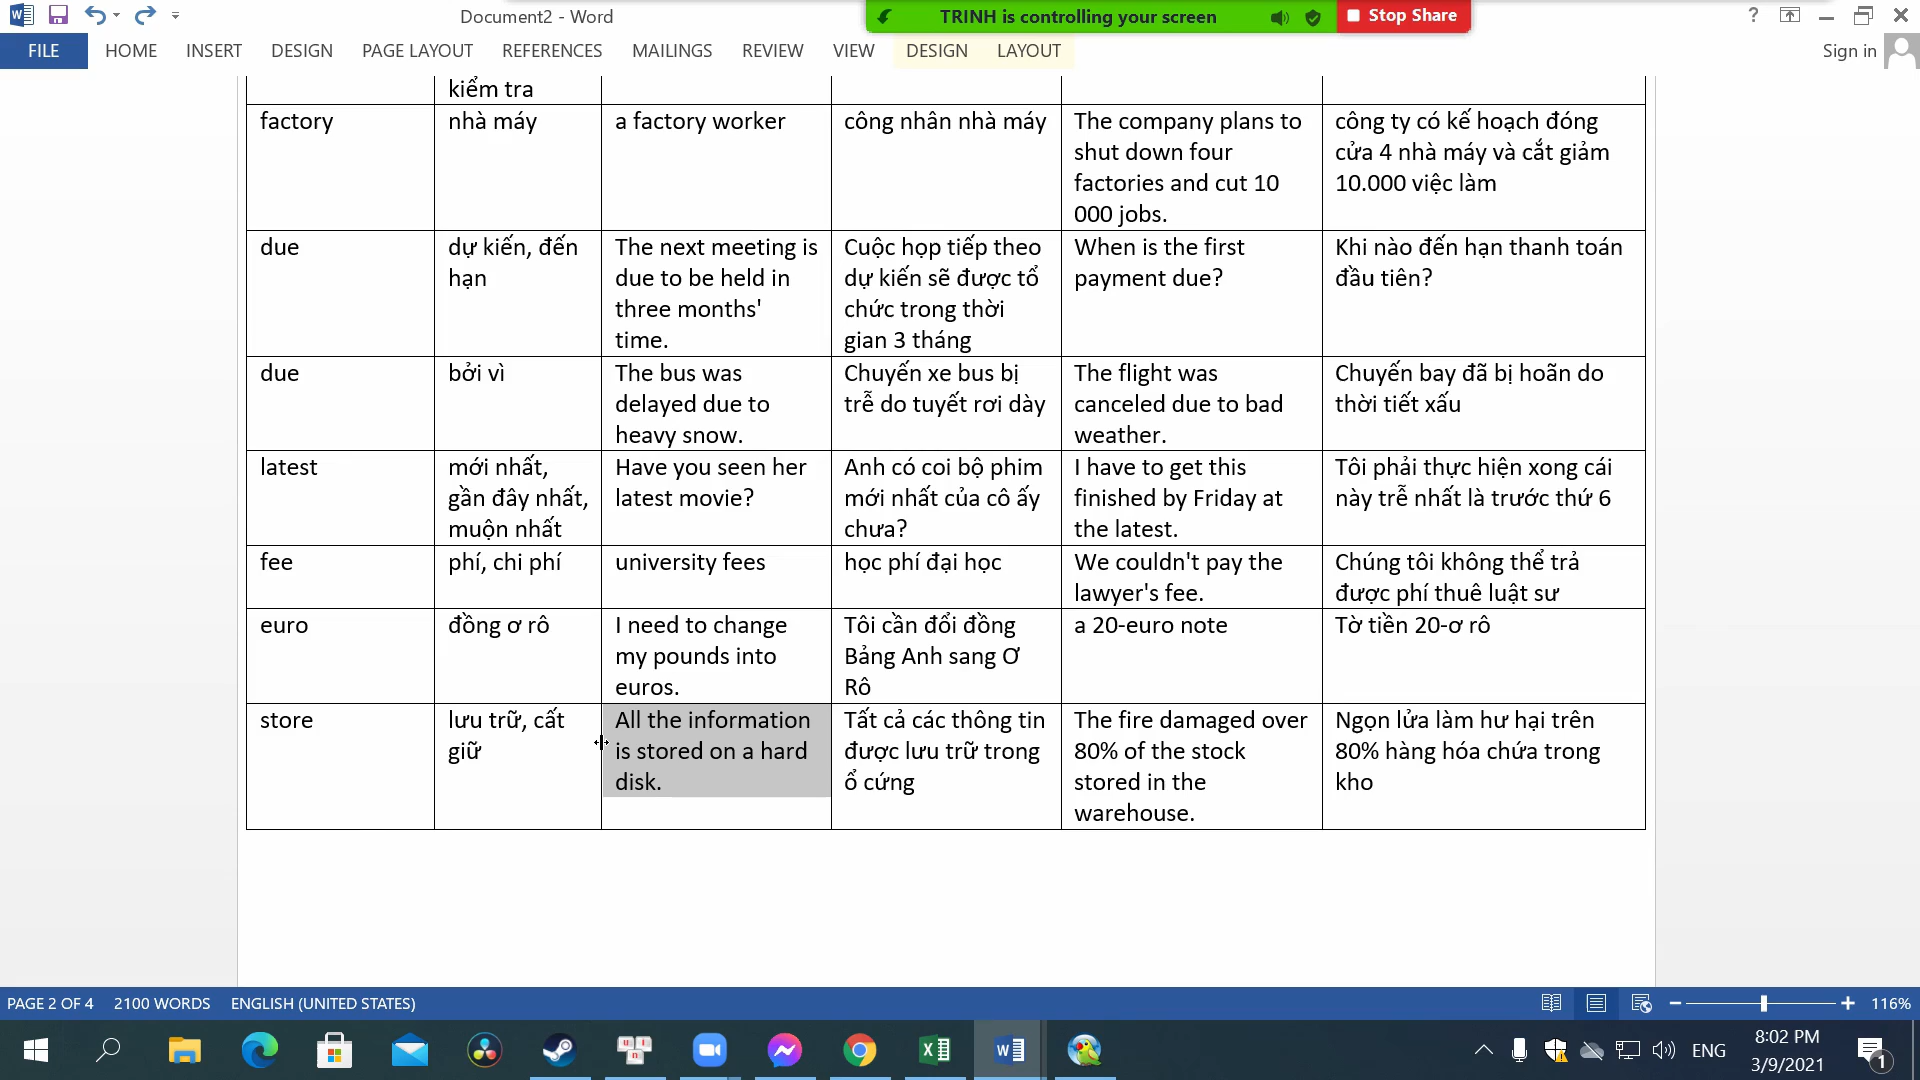 Document2 - Word
TRINH is controlling your screen
Stop Share
?
FILE HOME INSERT DESIGN PAGE LAYOUT REFERENCES MAILINGS REVIEW VIEW DESIGN LAYOUT
Sign in
kiểm tra
factory
nhà máy
a factory worker
công nhân nhà máy
The company plans to
shut down four
factories and cut 10
000 jobs.
công ty có kế hoạch đóng
cửa 4 nhà máy và cắt giảm
10.000 việc làm
due
dự kiến, đến
hạn
The next meeting is
due to be held in
three months'
time.
Cuộc họp tiếp theo
dự kiến sẽ được tổ
chức trong thời
gian 3 tháng
When is the first
payment due?
Khi nào đến hạn thanh toán
đầu tiên?
due
bởi vì
The bus was
delayed due to
heavy snow.
Chuyến xe bus bị
trễ do tuyết rơi dày
The flight was
canceled due to bad
weather.
Chuyến bay đã bị hoãn do
thời tiết xấu
latest
mới nhất,
gần đây nhất,
muộn nhất
Have you seen her
latest movie?
Anh có coi bộ phim
mới nhất của cô ấy
chưa?
I have to get this
finished by Friday at
the latest.
Tôi phải thực hiện xong cái
này trễ nhất là trước thứ 6
fee
phí, chi phí
university fees
học phí đại học
We couldn't pay the
lawyer's fee.
Chúng tôi không thể trả
được phí thuê luật sư
euro
đồng ơ rô
I need to change
my pounds into
euros.
Tôi cần đổi đồng
Bảng Anh sang Ơ
Rô
a 20-euro note
Tờ tiền 20-ơ rô
store
lưu trữ, cất
giữ
All the information
is stored on a hard
disk.
Tất cả các thông tin
được lưu trữ trong
ổ cứng
The fire damaged over
80% of the stock
stored in the
warehouse.
Ngọn lửa làm hư hại trên
80% hàng hóa chứa trong
kho
PAGE 2 OF 4 2100 WORDS ENGLISH (UNITED STATES)
116%
ENG
8:02 PM
3/9/2021
1